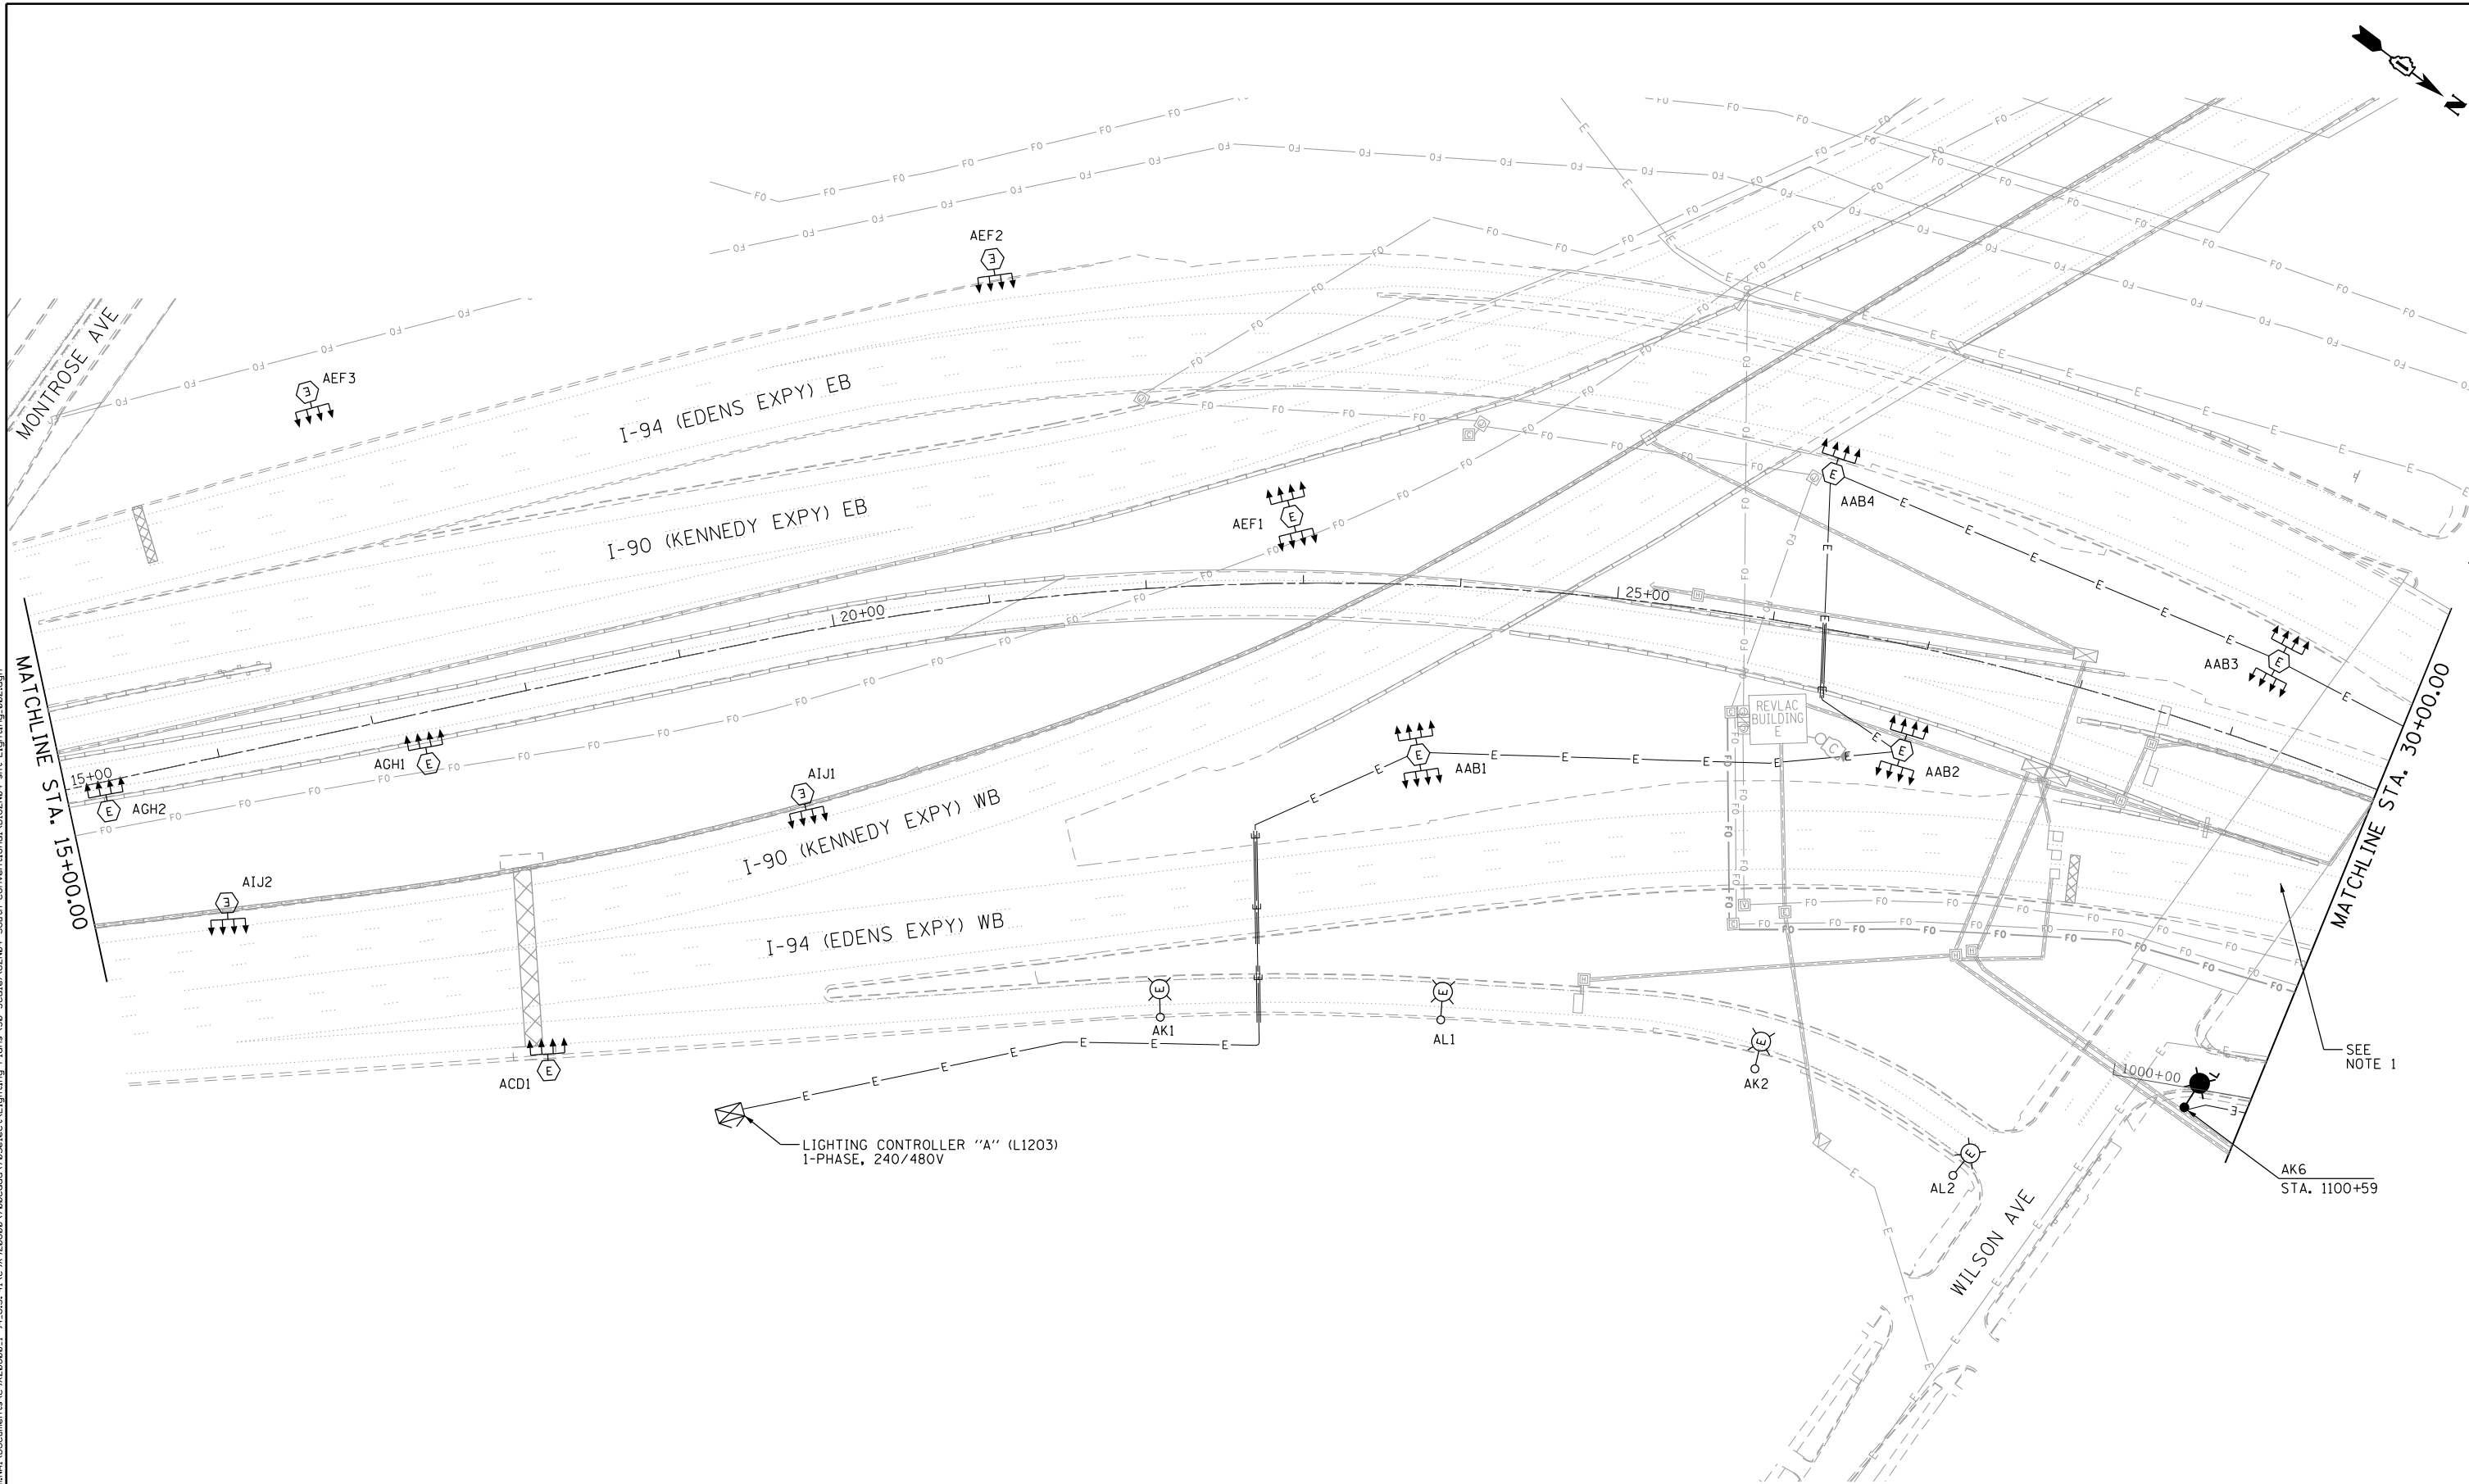 N
MONTROSE AVE
AEF2
E
AEF3
E
I-94 (EDENS EXPY) EB
I-90 (KENNEDY EXPY) EB
AEF1
E
AAB4
E
AAB3
E
20+00
25+00
15+00
MATCHLINE STA. 15+00.00
MATCHLINE STA. 30+00.00
AGH1
E
AGH2
E
AIJ1
E
AIJ2
E
AAB1
E
AAB2
E
REVLAC
BUILDING
E
I-90 (KENNEDY EXPY) WB
I-94 (EDENS EXPY) WB
ACD1
E
AK1
E
AL1
E
AK2
E
AL2
E
SEE
NOTE 1
1000+00
LIGHTING CONTROLLER "A" (L1203)
1-PHASE, 240/480V
AK6
STA. 1100+59
WILSON AVE
FO
E